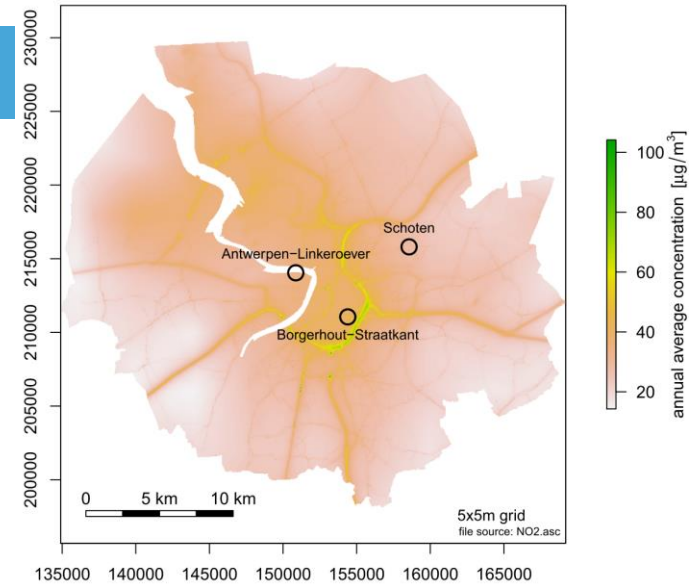 230000
225000
220000
215000
210000
205000
200000
Schoten
Antwerpen-Linkeroever
Borgerhout-Straatkant
0 5 km 10 km
5x5m grid
file source: NO2.asc
135000 140000 145000 150000 155000 160000 165000
100
80
60
40
20
annual average concentration [µg/m³]